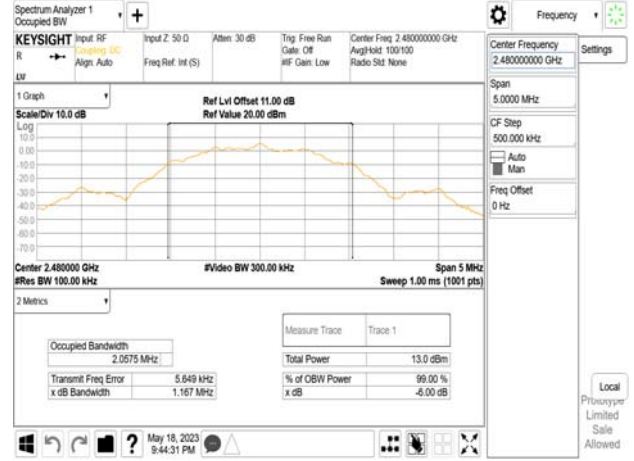 Spectrum Analyzer 1
Occupied BW
+
Frequency
KEYSIGHT
R
LM
Input: RF
Coupling: DC
Align: Auto
Input Z: 50 Ω
Freq Ref: Int (S)
Atten: 30 dB
Trig: Free Run
Gate: Off
#IF Gain: Low
Center Freq: 2.480000000 GHz
Avg|Hold: 100/100
Radio Std: None
1 Graph
Scale/Div 10.0 dB
Ref Lvl Offset 11.00 dB
Ref Value 20.00 dBm
Log
10.0
0.00
-10.0
-20.0
-30.0
-40.0
-50.0
-60.0
-70.0
Center 2.480000 GHz
#Res BW 100.00 kHz
#Video BW 300.00 kHz
Span 5 MHz
Sweep 1.00 ms (1001 pts)
2 Metrics
Occupied Bandwidth
2.0575 MHz
Transmit Freq Error 5.649 kHz
x dB Bandwidth 1.167 MHz
Measure Trace Trace 1
Total Power 13.0 dBm
% of OBW Power 99.00 %
x dB -6.00 dB
May 18, 2023
9:44:31 PM
?
Center Frequency
2.480000000 GHz
Span
5.0000 MHz
CF Step
500.000 kHz
Auto
Man
Freq Offset
0 Hz
Settings
Local
Prototype
Limited
Sale
Allowed